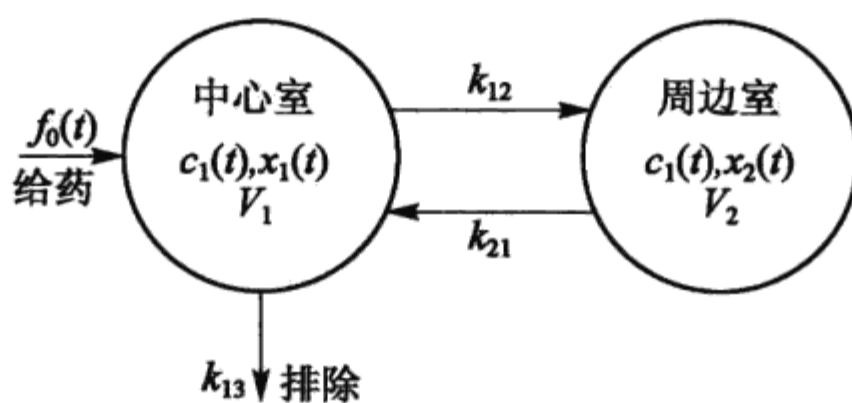 f₀(t)
给药
中心室
c₁(t),x₁(t)
V₁
k₁₂
k₂₁
周边室
c₁(t),x₂(t)
V₂
k₁₃ 排除